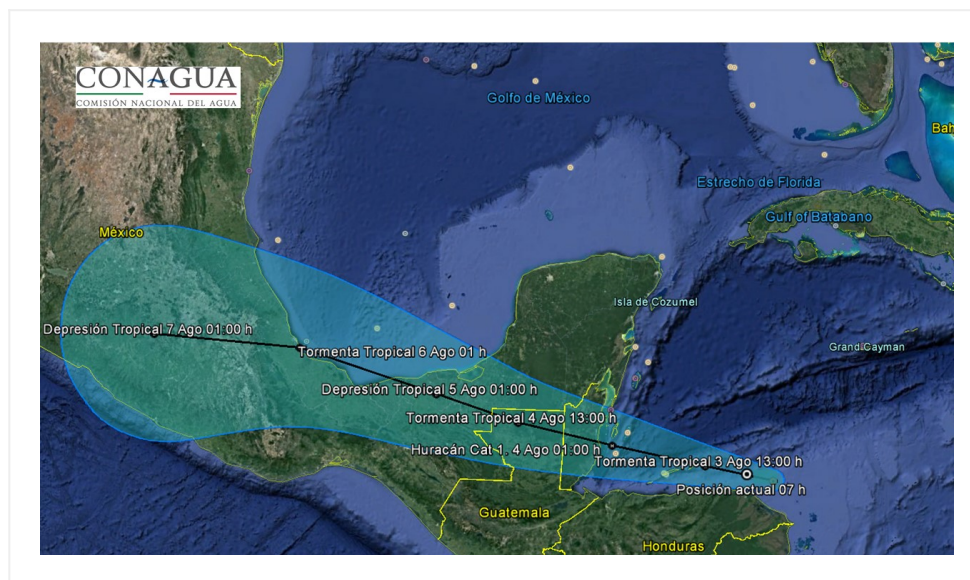 CONAGUA
COMISIÓN NACIONAL DEL AGUA
Golfo de México
Bah
Estrecho de Florida
Gulf of Batabano
México
Isla de Cozumel
Depresión Tropical 7 Ago 01:00 h
Tormenta Tropical 6 Ago 01 h
Grand Cayman
Depresión Tropical 5 Ago 01:00 h
Tormenta Tropical 4 Ago 13:00 h
Huracán Cat 1. 4 Ago 01:00 h
Tormenta Tropical 3 Ago 13:00 h
Posición actual 07 h
Guatemala
Honduras